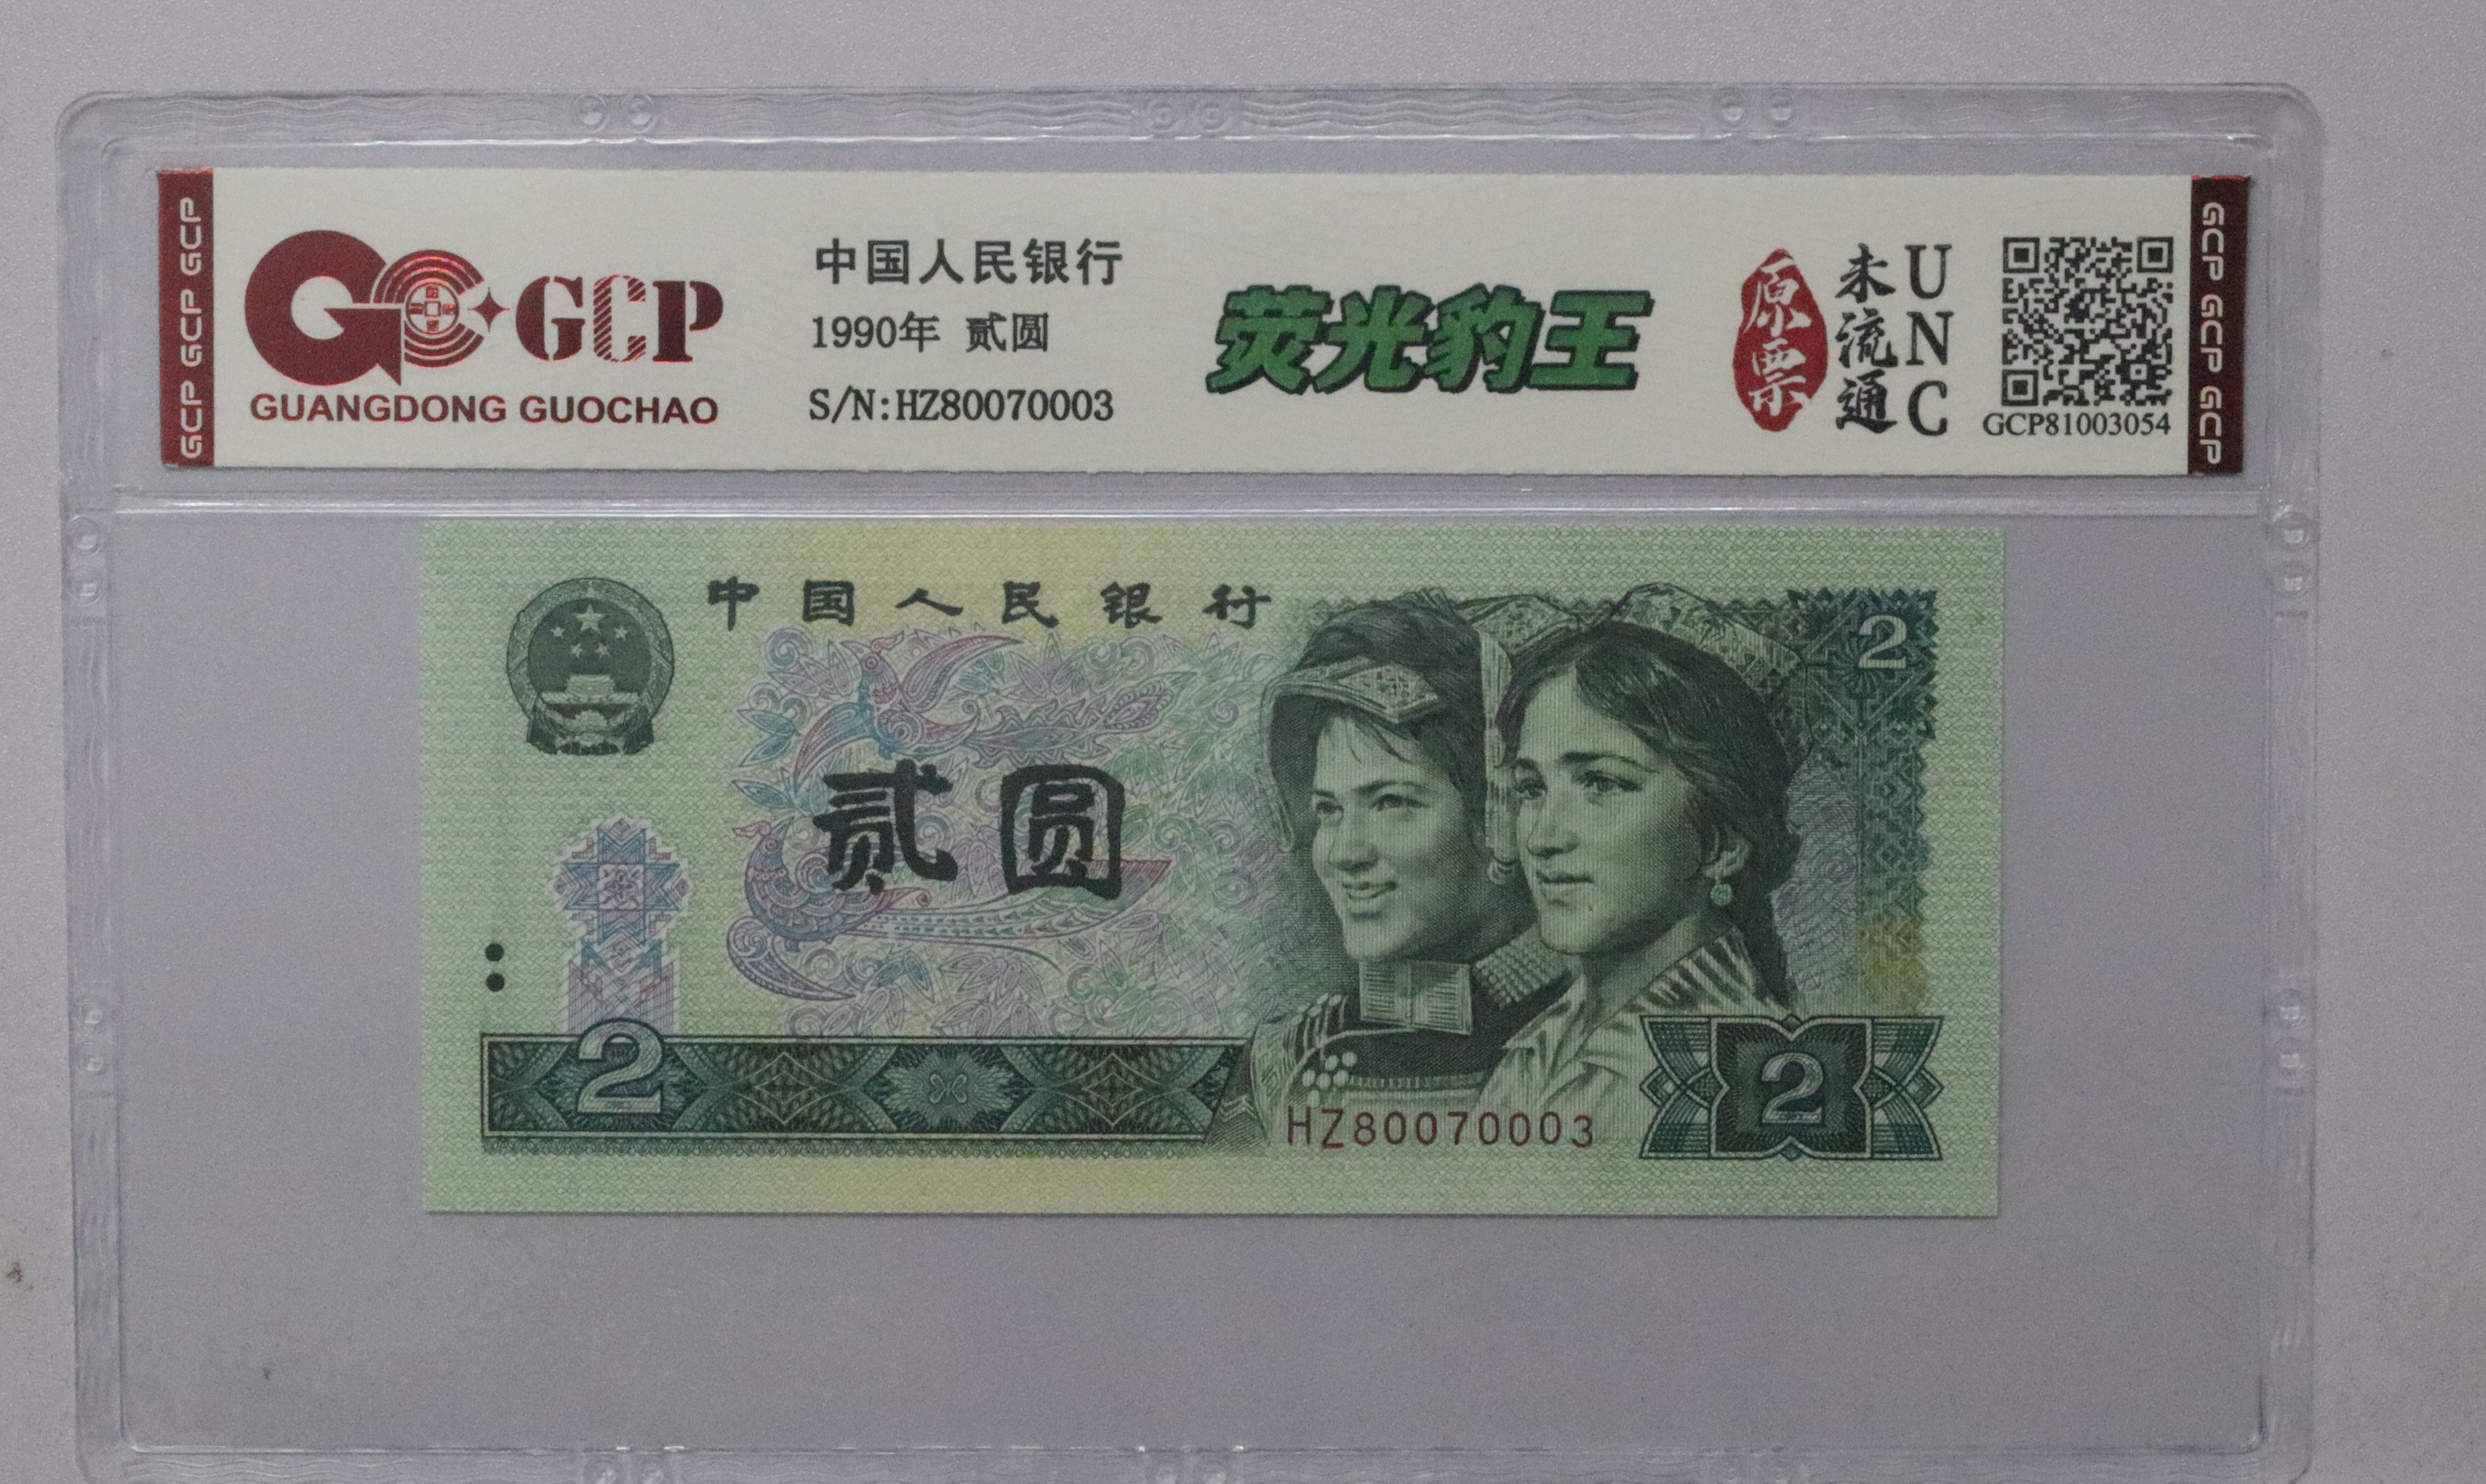 GCP GCP GCP
GCP
GUANGDONG GUOCHAO
中国人民银行
1990年 贰圆
S/N:HZ80070003
荧光豹王
原票
未流通
UNC
GCP81003054
GCP GCP GCP
中国人民银行
2
贰圆
2
HZ80070003
2